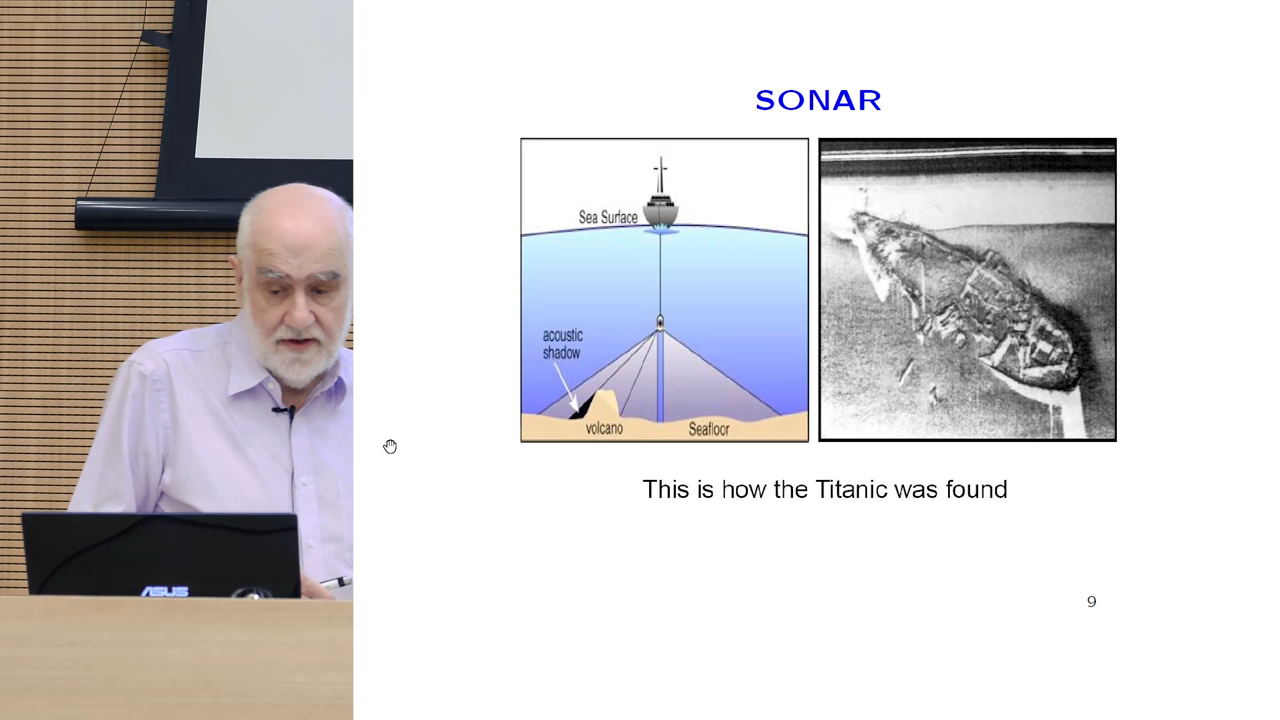 SONAR
Sea Surface
acoustic
shadow
volcano
Seafloor
This is how the Titanic was found
9
ASUS